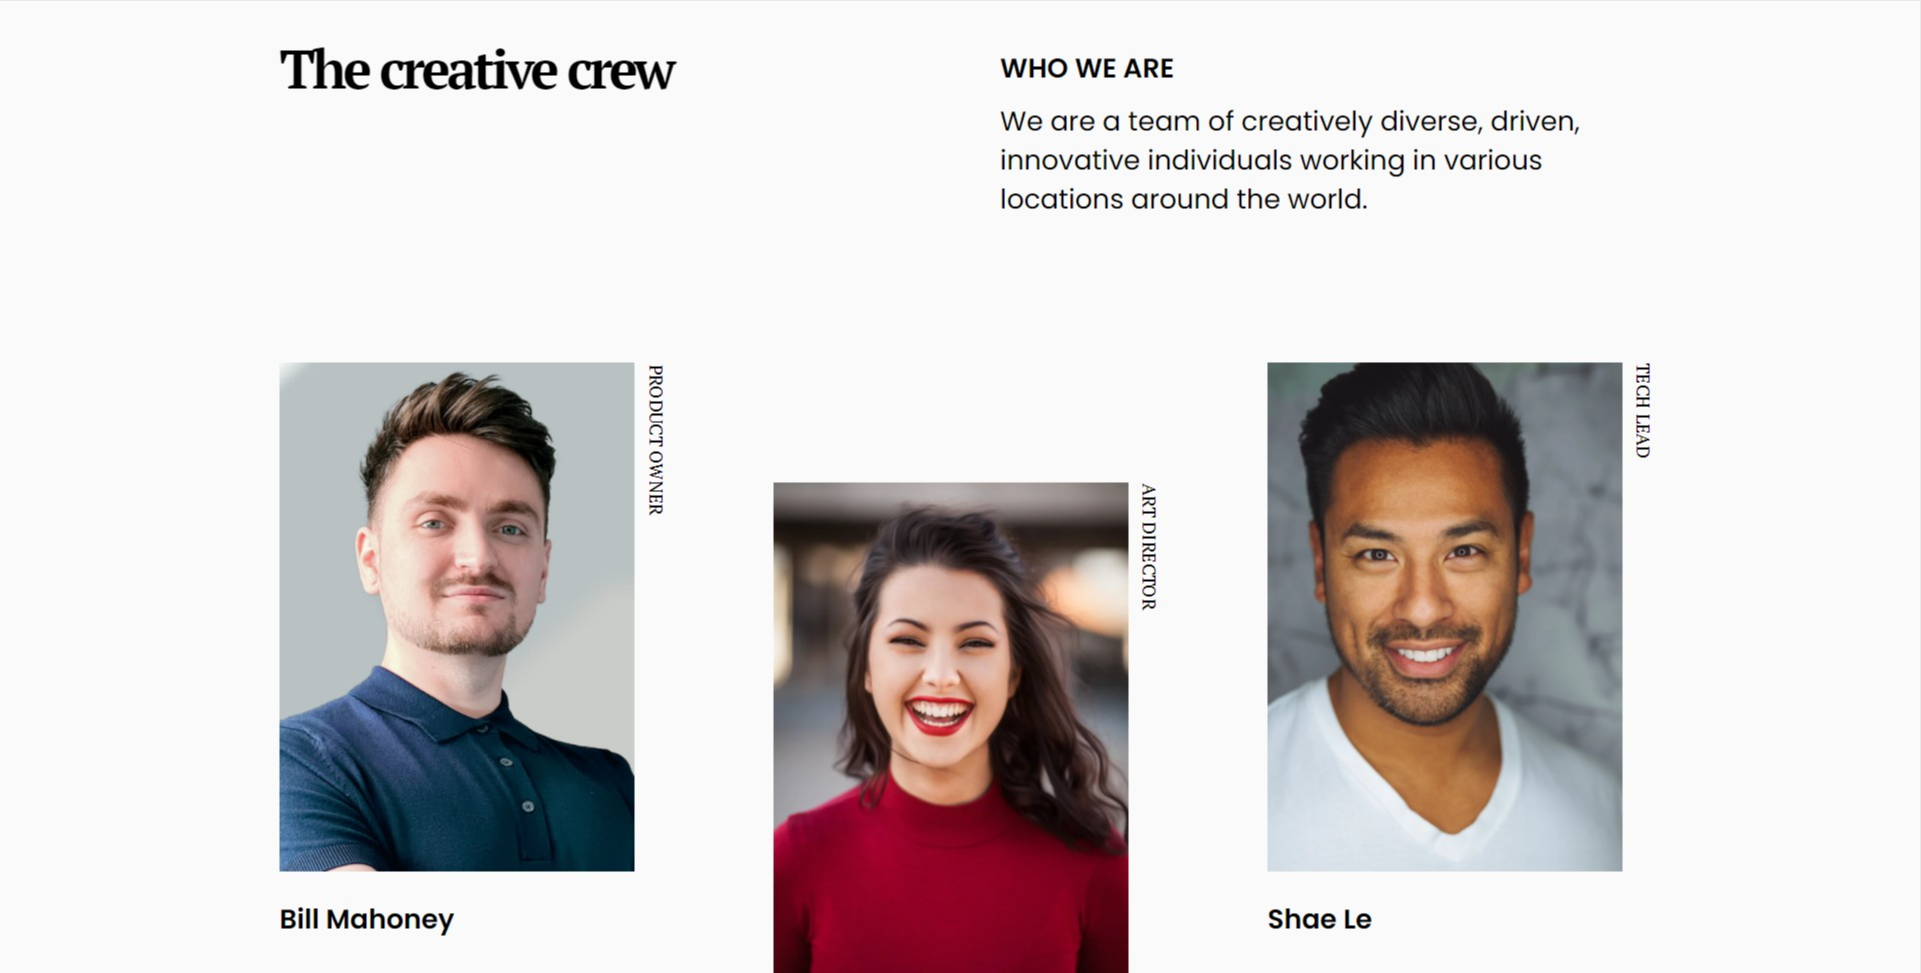 The creative crew
WHO WE ARE
We are a team of creatively diverse, driven,
innovative individuals working in various
locations around the world.
PRODUCT OWNER
Bill Mahoney
ART DIRECTOR
TECH LEAD
Shae Le